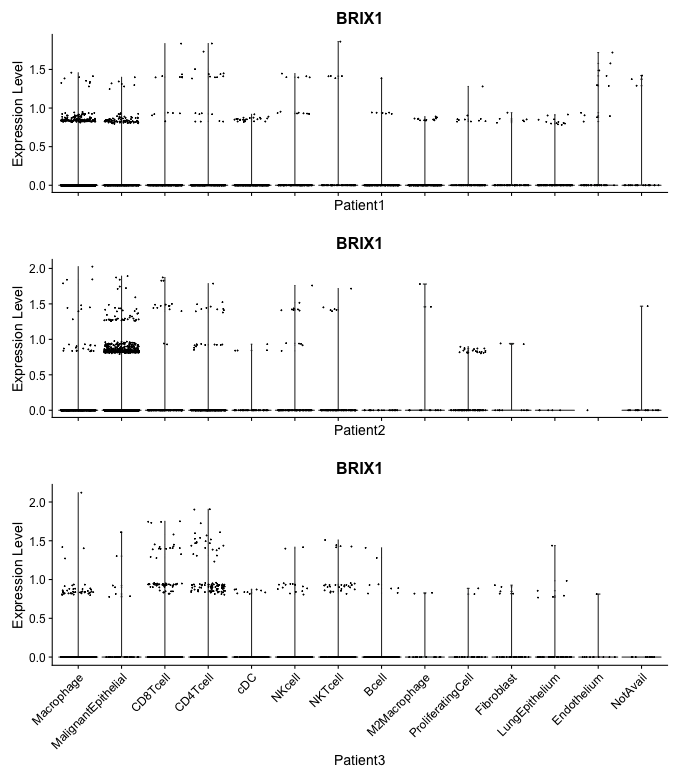 BRIX1
Expression Level
1.5
1.0
0.5
0.0
Patient1
BRIX1
Expression Level
2.0
1.5
1.0
0.5
0.0
Patient2
BRIX1
Expression Level
2.0
1.5
1.0
0.5
0.0
Macrophage
MalignantEpithelial
CD8Tcell
CD4Tcell
cDC
NKcell
NKTcell
Bcell
M2Macrophage
ProliferatingCell
Fibroblast
LungEpithelium
Endothelium
NotAvail
Patient3